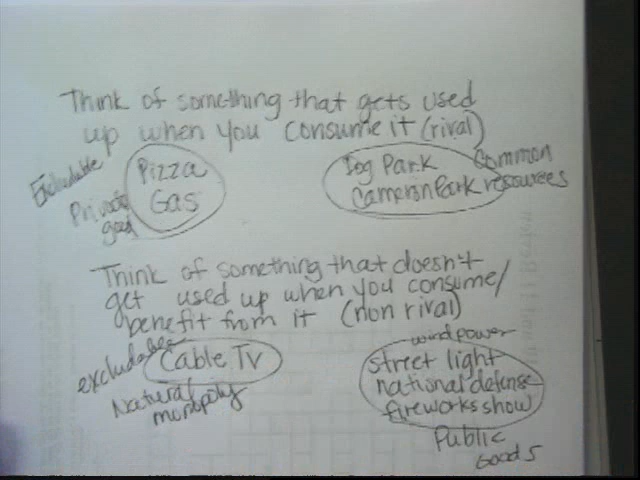 Think of something that gets used
up when you consume it (rival)
Excludable
Pizza
Gas
Private
good
Dog Park
Cameron Park
Common
resources
Think of something that doesn't
get used up when you consume/
benefit from it (non rival)
excludable
Cable TV
Natural
monopoly
wind power
street light
national defense
fireworks show
Public
Goods